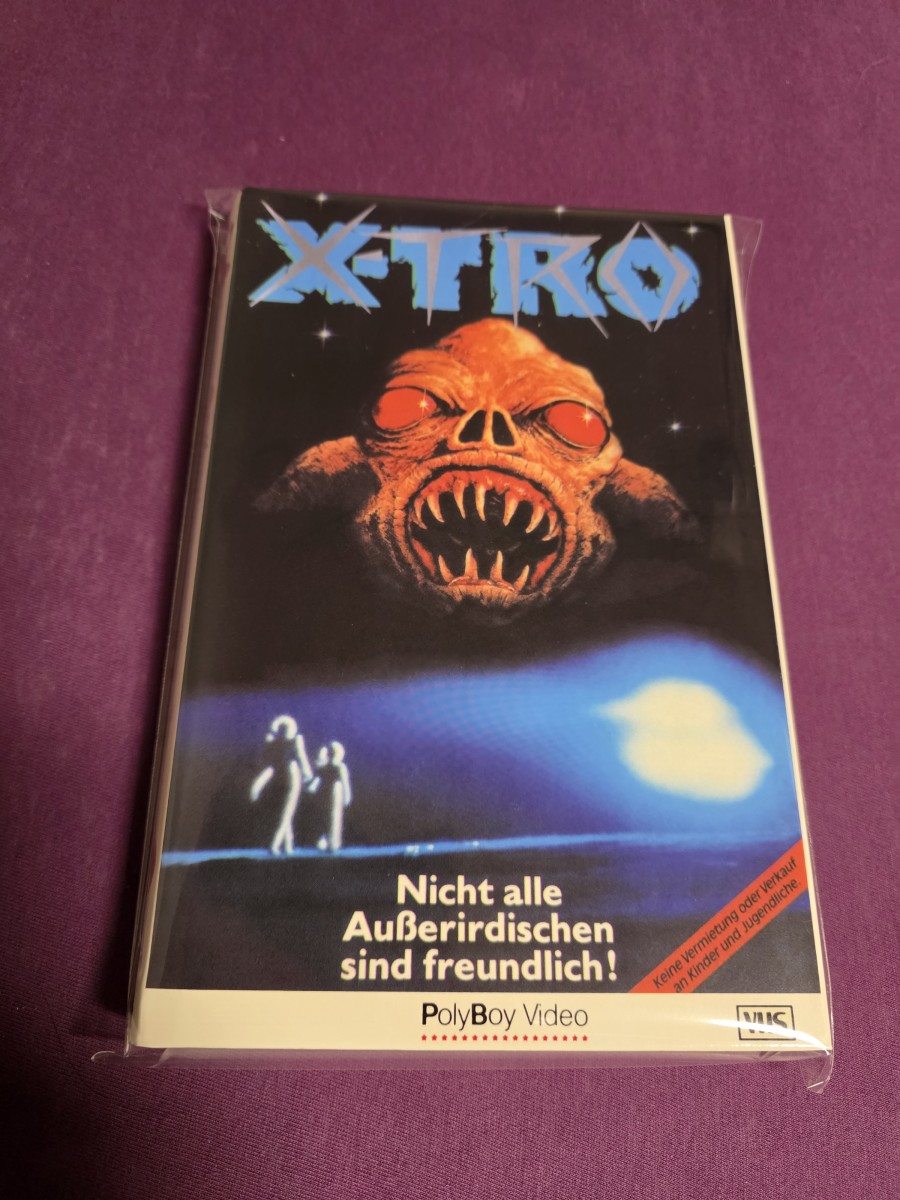 X-TRO
Nicht alle
Außerirdischen
sind freundlich!
Keine Vermietung oder Verkauf
an Kinder und Jugendliche.
PolyBoy Video
VHS